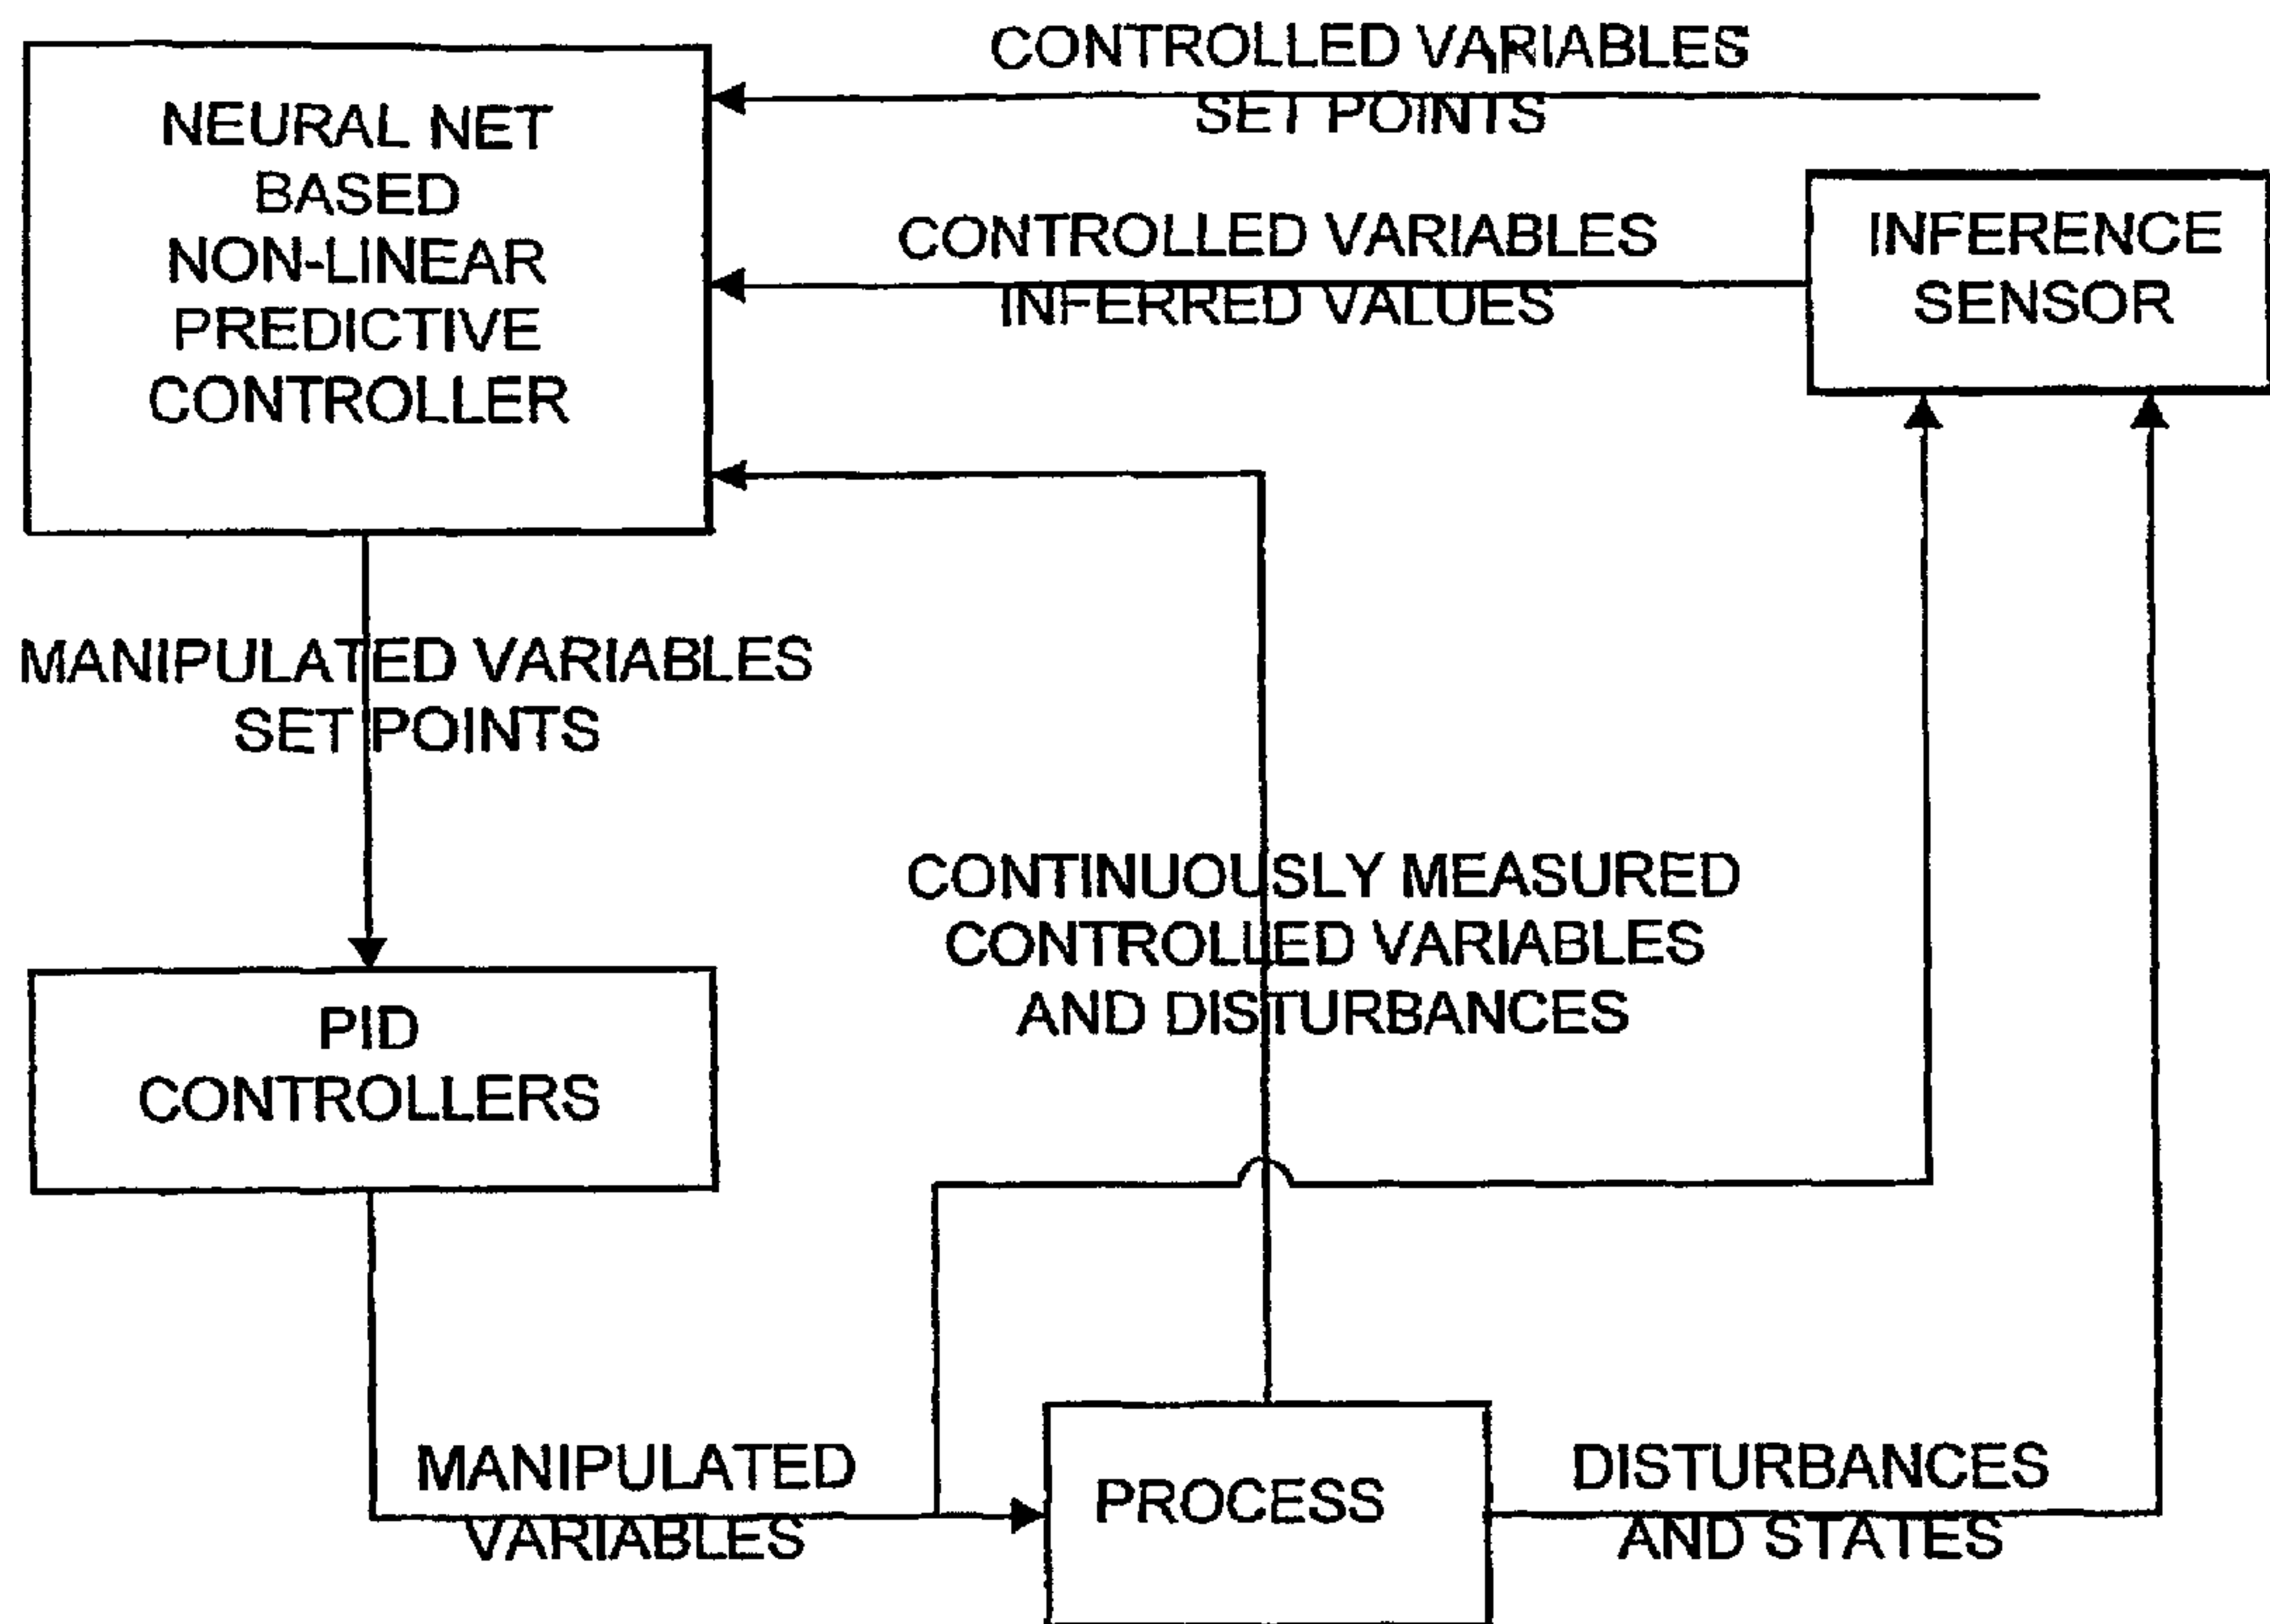 CONTROLLED VARIABLES
SET POINTS
NEURAL NET
BASED
NON-LINEAR
PREDICTIVE
CONTROLLER
CONTROLLED VARIABLES
INFERRED VALUES
INFERENCE
SENSOR
MANIPULATED VARIABLES
SET POINTS
CONTINUOUSLY MEASURED
CONTROLLED VARIABLES
AND DISTURBANCES
PID
CONTROLLERS
MANIPULATED
VARIABLES
PROCESS
DISTURBANCES
AND STATES